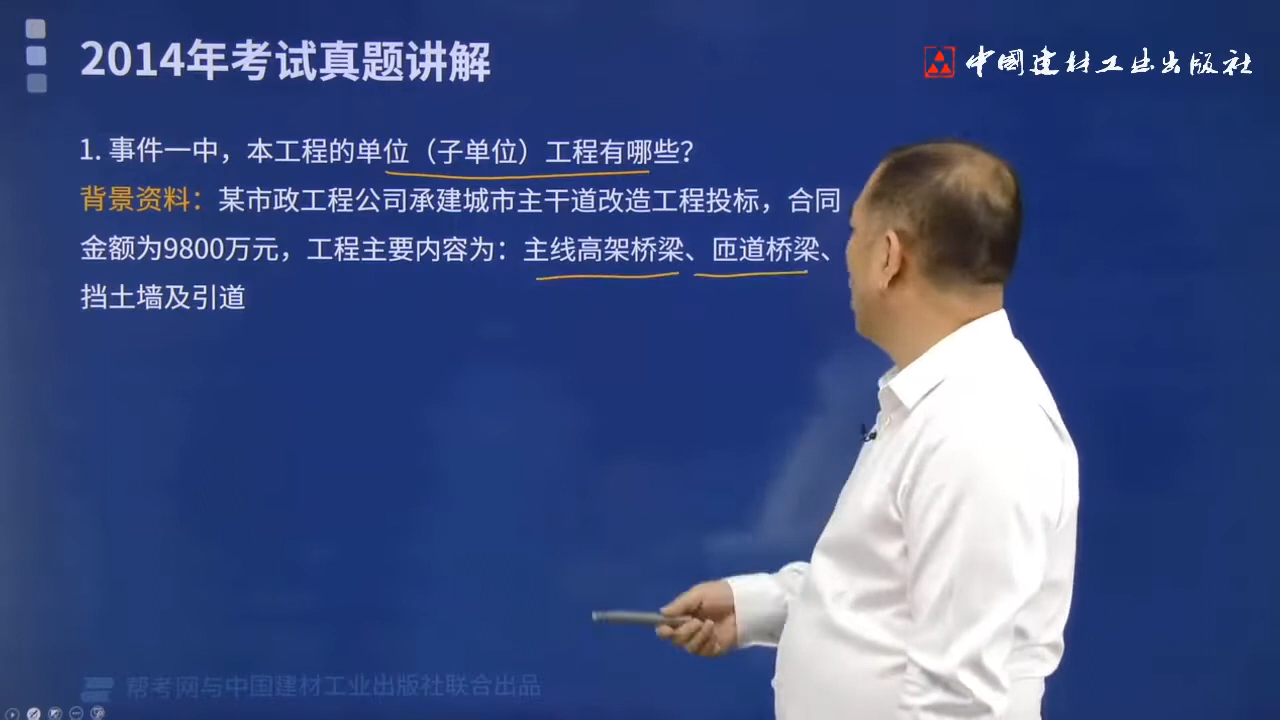 2014年考试真题讲解
中国建材工业出版社
1. 事件一中，本工程的单位（子单位）工程有哪些？
背景资料：某市政工程公司承建城市主干道改造工程投标，合同
金额为9800万元，工程主要内容为：主线高架桥梁、匝道桥梁、
挡土墙及引道
帮考网与中国建材工业出版社联合出品